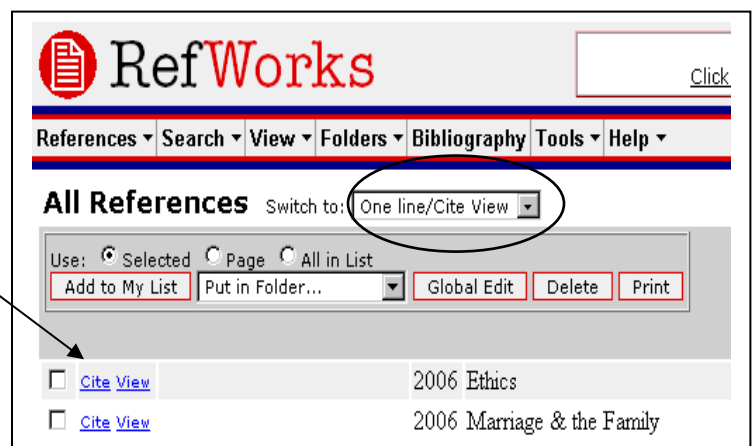 RefWorks
Click
References Search View Folders Bibliography Tools Help
All References Switch to: One line/Cite View
Use: Selected Page All in List
Add to My List Put in Folder... Global Edit Delete Print
Cite View 2006 Ethics
Cite View 2006 Marriage & the Family